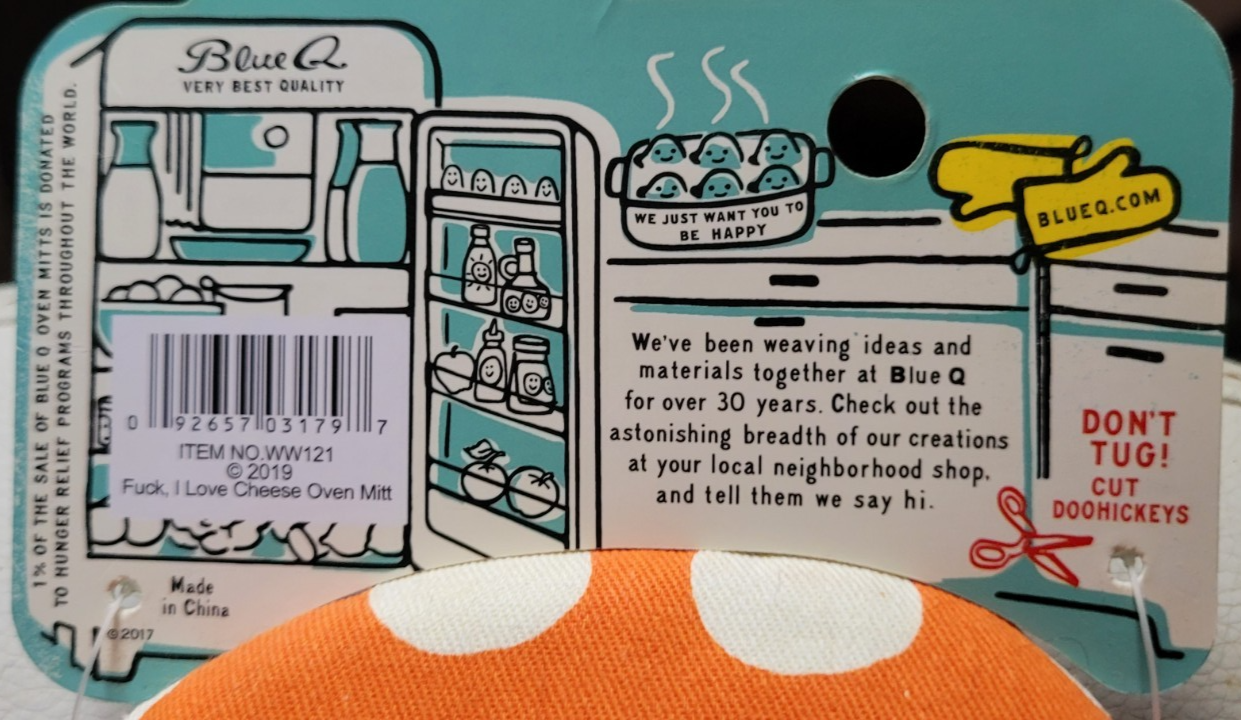 Blue Q
VERY BEST QUALITY
1% OF THE SALE OF BLUE Q OVEN MITTS IS DONATED
TO HUNGER RELIEF PROGRAMS THROUGHOUT THE WORLD.
0 92657 03179 7
ITEM NO.WW121
© 2019
Fuck, I Love Cheese Oven Mitt
Made
in China
© 2017
WE JUST WANT YOU TO
BE HAPPY
BLUEQ.COM
We've been weaving ideas and
materials together at Blue Q
for over 30 years. Check out the
astonishing breadth of our creations
at your local neighborhood shop,
and tell them we say hi.
DON'T
TUG!
CUT
DOOHICKEYS